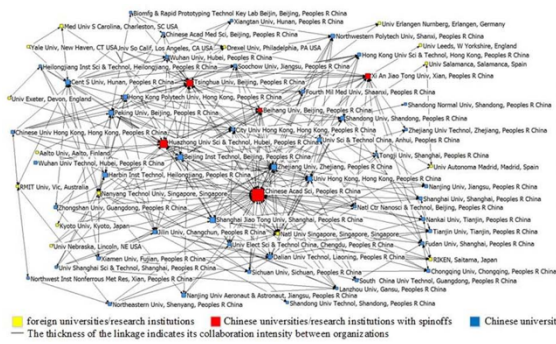 Biomfg & Rapid Prototyping Technol Key Lab Beijin, Beijing, Peoples R China
Med Univ S Carolina, Charleston, SC USA
Xiangtan Univ, Hunan, Peoples R China
Univ Erlangen Nurnberg, Erlangen, Germany
Chinese Acad Med Sci, Beijing, Peoples R China
Northwestern Polytech Univ, Shanxi, Peoples R China
Yale Univ, New Haven, CT USA
Univ So Calif, Los Angeles, CA USA
Drexel Univ, Philadelphia, PA USA
Univ Leeds, W Yorkshire, England
Wuhan Univ, Hubei, Peoples R China
Hong Kong Univ Sci & Technol, Hong Kong, Peoples R China
Heilongjiang Inst Sci & Technol, Heilongjiang, Peoples R China
Soochow Univ, Jiangsu, Peoples R China
Univ Salamanca, Salamanca, Spain
Cent S Univ, Hunan, Peoples R China
Tsinghua Univ, Beijing, Peoples R China
Xi An Jiao Tong Univ, Xian, Peoples R China
Univ Exeter, Devon, England
Hong Kong Polytech Univ, Hong Kong, Peoples R China
Fourth Mil Med Univ, Shaanxi, Peoples R China
Shandong Normal Univ, Shandong, Peoples R China
Peking Univ, Beijing, Peoples R China
Beihang Univ, Beijing, Peoples R China
Shandong Univ, Shandong, Peoples R China
Chinese Univ Hong Kong, Hong Kong, Peoples R China
City Univ Hong Kong, Hong Kong, Peoples R China
Zhejiang Univ Technol, Zhejiang, Peoples R China
Huazhong Univ Sci & Technol, Hubei, Peoples R China
Univ Sci & Technol China, Anhui, Peoples R China
Aalto Univ, Aalto, Finland
Beijing Inst Technol, Beijing, Peoples R China
Tongji Univ, Shanghai, Peoples R China
Wuhan Univ Technol, Hubei, Peoples R China
Zhejiang Univ, Zhejiang, Peoples R China
Univ Autonoma Madrid, Madrid, Spain
Harbin Inst Technol, Heilongjiang, Peoples R China
Univ Hong Kong, Hong Kong, Peoples R China
RMIT Univ, Vic, Australia
Nanyang Technol Univ, Singapore, Singapore
Chinese Acad Sci, Peoples R China
Nanjing Univ, Jiangsu, Peoples R China
Shanghai Univ, Shanghai, Peoples R China
Zhongshan Univ, Guangdong, Peoples R China
Natl Ctr Nanosci & Technol, Beijing, Peoples R China
Shanghai Jiao Tong Univ, Shanghai, Peoples R China
Nankai Univ, Tianjin, Peoples R China
Kyoto Univ, Kyoto, Japan
Jilin Univ, Changchun, Peoples R China
Natl Univ Singapore, Singapore, Singapore
Tianjin Univ, Tianjin, Peoples R China
Univ Nebraska, Lincoln, NE USA
Univ Elect Sci & Technol China, Chengdu, Peoples R China
Fudan Univ, Shanghai, Peoples R China
Xiamen Univ, Fujian, Peoples R China
Dalian Univ Technol, Liaoning, Peoples R China
RIKEN, Saitama, Japan
Univ Shanghai Sci & Technol, Shanghai, Peoples R China
Sichuan Univ, Sichuan, Peoples R China
Chongqing Univ, Chongqing, Peoples R China
Northwest Inst Nonferrous Met Res, Xian, Peoples R China
South China Univ Technol, Guangdong, Peoples R China
Nanjing Univ Aeronaut & Astronaut, Jiangsu, Peoples R China
Lanzhou Univ, Gansu, Peoples R China
Northeastern Univ, Shenyang, Peoples R China
Shandong Univ Technol, Shandong, Peoples R China
foreign universities/research institutions
Chinese universities/research institutions with spinoffs
Chinese universit
The thickness of the linkage indicates its collaboration intensity between organizations